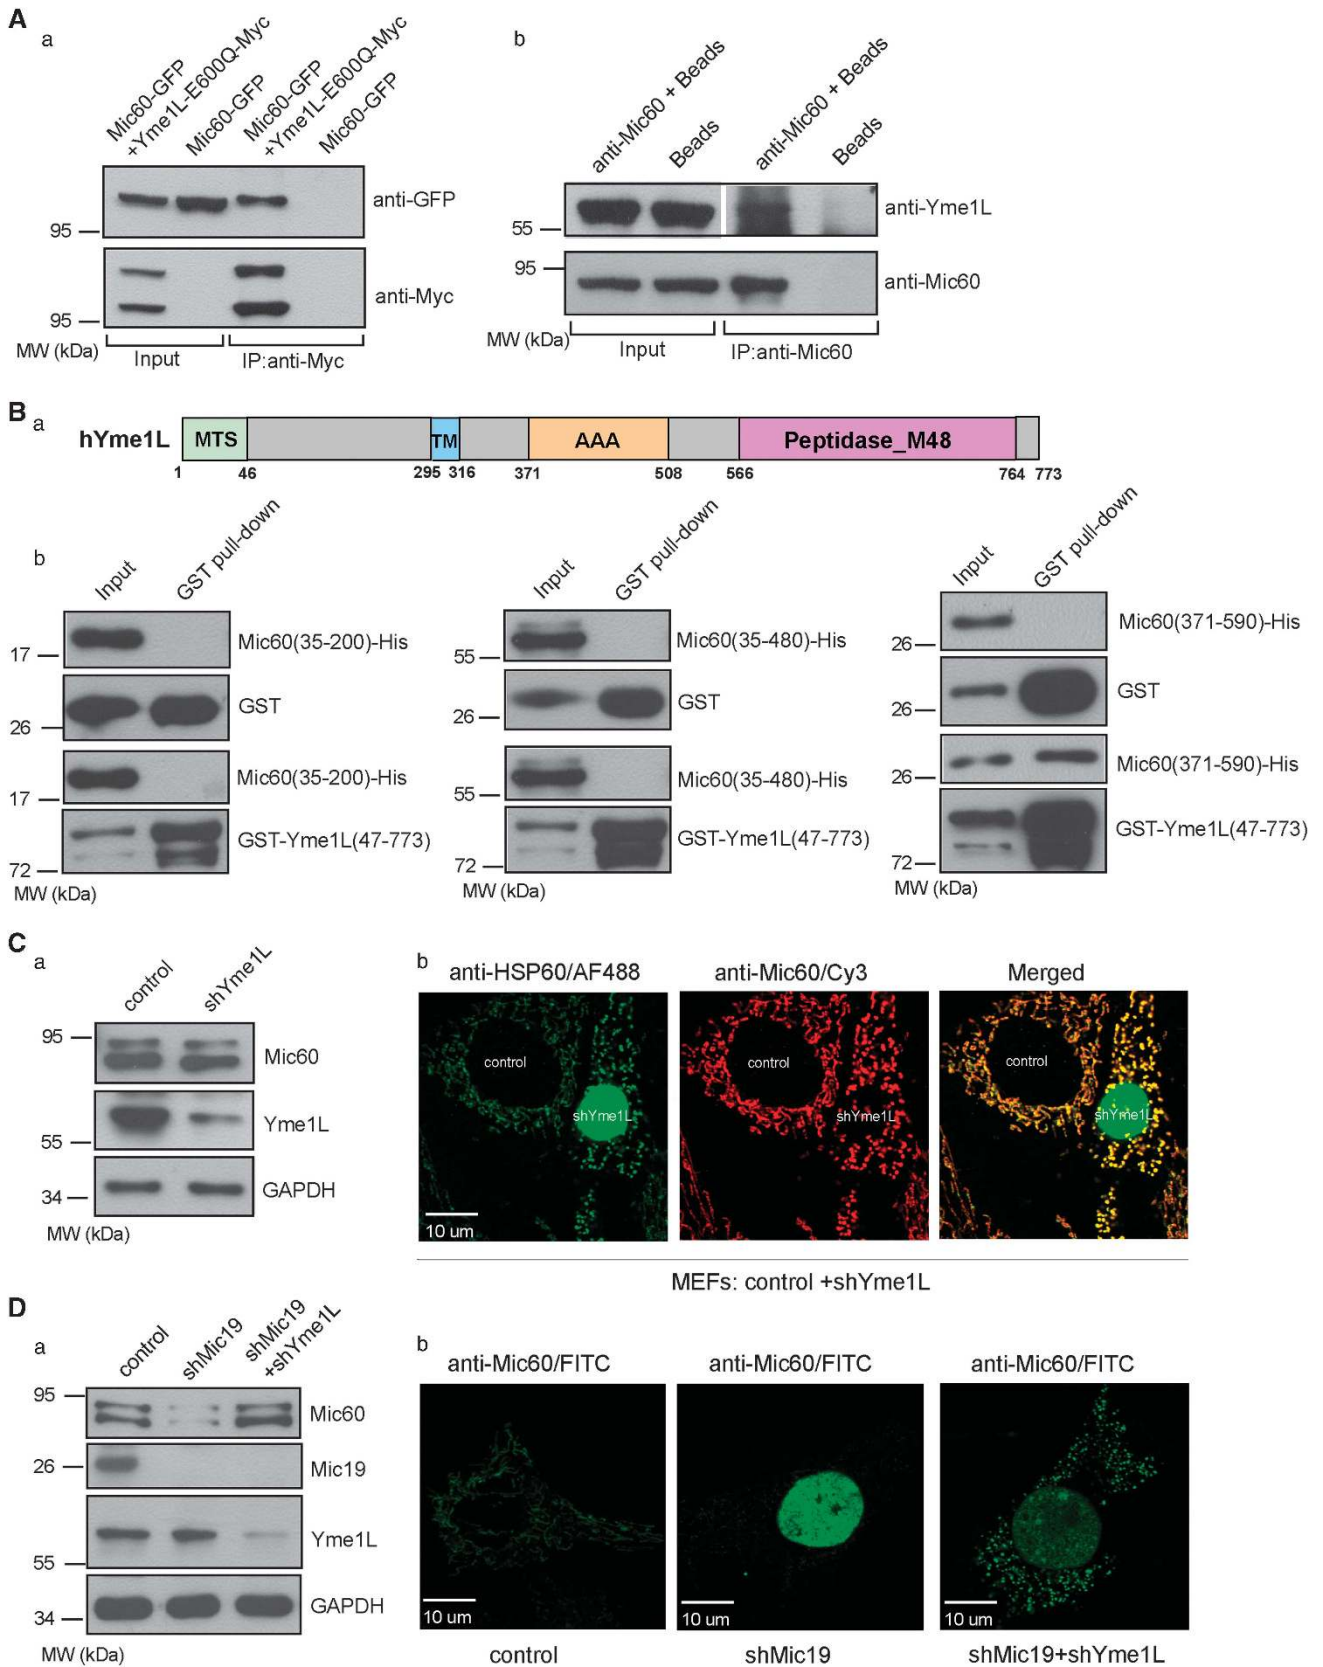 A
a
Mic60-GFP
+Yme1L-E600Q-Myc
Mic60-GFP
Mic60-GFP
+Yme1L-E600Q-Myc
Mic60-GFP
anti-GFP
95
anti-Myc
95
MW (kDa)
Input
IP:anti-Myc
b
anti-Mic60 + Beads
Beads
anti-Mic60 + Beads
Beads
anti-Yme1L
55
95
anti-Mic60
MW (kDa)
Input
IP:anti-Mic60
B
a
hYme1L
MTS
TM
AAA
Peptidase_M48
1 46 295 316 371 508 566 764 773
b
Input
GST pull-down
Mic60(35-200)-His
17
GST
26
Mic60(35-200)-His
17
GST-Yme1L(47-773)
72
MW (kDa)
Input
GST pull-down
Mic60(35-480)-His
55
GST
26
Mic60(35-480)-His
55
GST-Yme1L(47-773)
72
MW (kDa)
Input
GST pull-down
Mic60(371-590)-His
26
GST
26
Mic60(371-590)-His
26
GST-Yme1L(47-773)
72
MW (kDa)
C
a
control
shYme1L
95
Mic60
Yme1L
55
GAPDH
34
MW (kDa)
b
anti-HSP60/AF488
anti-Mic60/Cy3
Merged
control
shYme1L
10 um
control
shYme1L
control
shYme1L
MEFs: control +shYme1L
D
a
control
shMic19
shMic19
+shYme1L
95
Mic60
26
Mic19
Yme1L
55
GAPDH
34
MW (kDa)
b
anti-Mic60/FITC
anti-Mic60/FITC
anti-Mic60/FITC
10 um
10 um
10 um
control
shMic19
shMic19+shYme1L